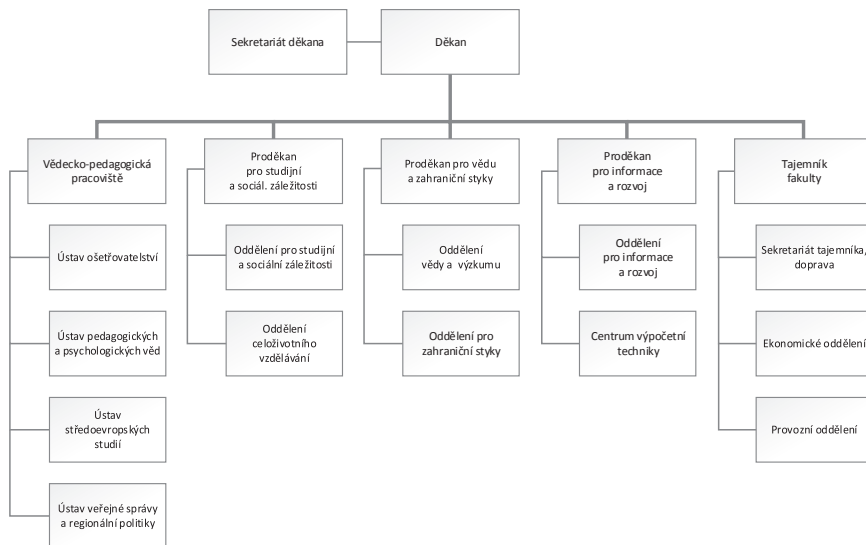 Sekretariát děkana
Děkan
Vědecko-pedagogická
pracoviště
Proděkan
pro studijní
a sociál. záležitosti
Proděkan pro vědu
a zahraniční styky
Proděkan
pro informace
a rozvoj
Tajemník
fakulty
Ústav ošetřovatelství
Oddělení pro studijní
a sociální záležitosti
Oddělení
vědy a výzkumu
Oddělení
pro informace
a rozvoj
Sekretariát tajemníka,
doprava
Ústav pedagogických
a psychologických věd
Oddělení
celoživotního
vzdělávání
Oddělení pro
zahraniční styky
Centrum výpočetní
techniky
Ekonomické oddělení
Ústav
středoevropských
studií
Provozní oddělení
Ústav veřejné správy
a regionální politiky